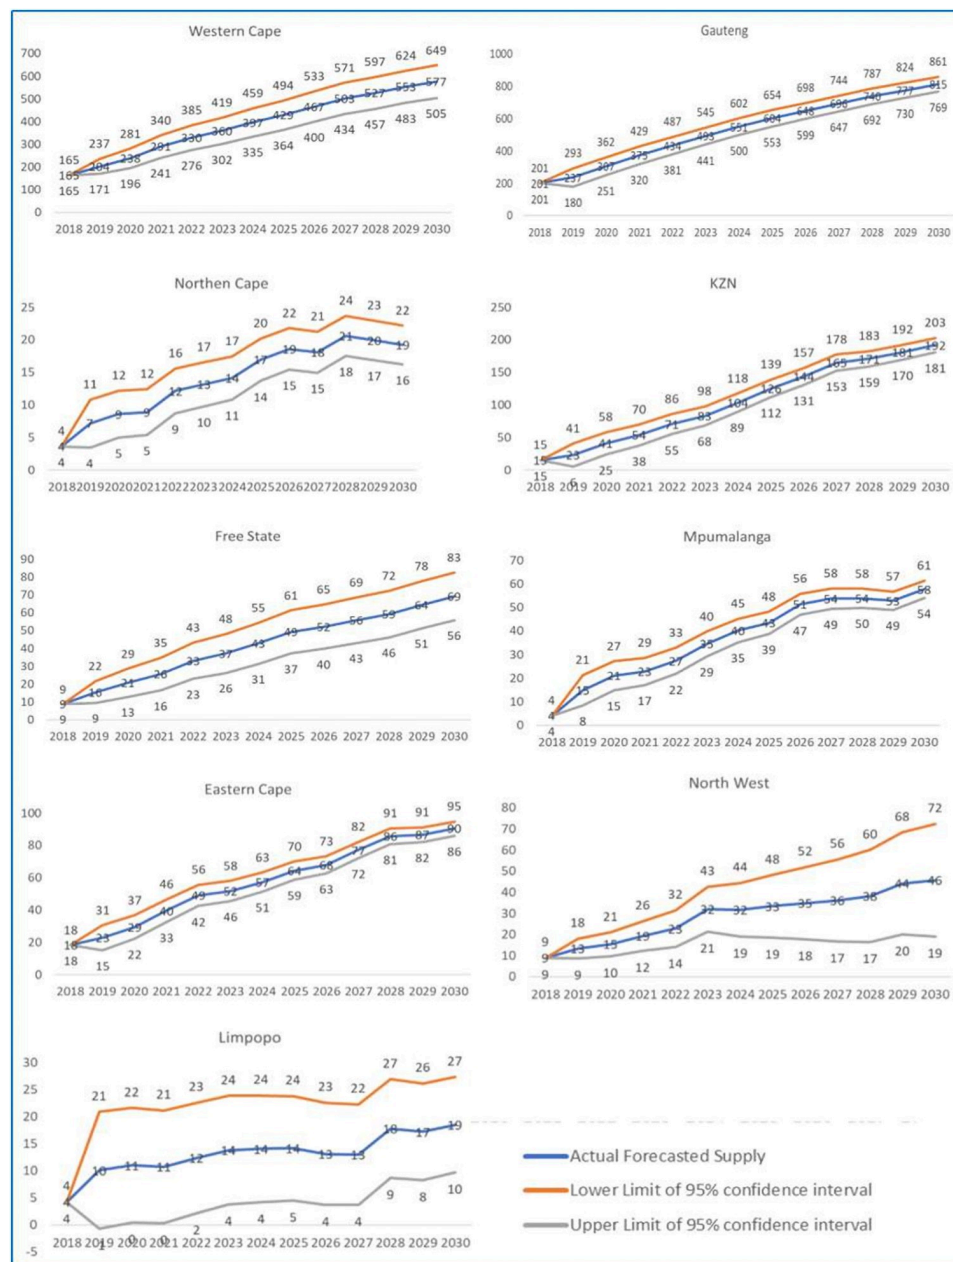 Western Cape
700
600
500
400
300
200
100
0
165 237 281 340 385 419 459 494 533 571 597 624 649
165 204 238 291 330 360 397 429 467 503 527 553 577
165 171 196 241 276 302 335 364 400 434 457 483 505
2018 2019 2020 2021 2022 2023 2024 2025 2026 2027 2028 2029 2030
Gauteng
1000
800
600
400
200
0
201 293 362 429 487 545 602 654 698 744 787 824 861
201 237 307 375 434 493 551 604 648 696 740 777 815
201 180 251 320 381 441 500 553 599 647 692 730 769
2018 2019 2020 2021 2022 2023 2024 2025 2026 2027 2028 2029 2030
Northen Cape
25
20
15
10
5
0
4 11 12 12 16 17 17 20 22 21 24 23 22
4 7 9 9 12 13 14 17 19 18 21 20 19
4 4 5 5 9 10 11 14 15 15 18 17 16
2018 2019 2020 2021 2022 2023 2024 2025 2026 2027 2028 2029 2030
KZN
250
200
150
100
50
0
15 41 58 70 86 98 118 139 157 178 183 192 203
15 23 41 54 71 83 104 126 144 165 171 181 192
15 6 25 38 55 68 89 112 131 153 159 170 181
2018 2019 2020 2021 2022 2023 2024 2025 2026 2027 2028 2029 2030
Free State
90
80
70
60
50
40
30
20
10
0
9 22 29 35 43 48 55 61 65 69 72 78 83
9 16 21 26 33 37 43 49 52 56 59 64 69
9 9 13 16 23 26 31 37 40 43 46 51 56
2018 2019 2020 2021 2022 2023 2024 2025 2026 2027 2028 2029 2030
Mpumalanga
70
60
50
40
30
20
10
0
4 21 27 29 33 40 45 48 56 58 58 57 61
4 15 21 23 27 35 40 43 51 54 54 53 58
4 8 15 17 22 29 35 39 47 49 50 49 54
2018 2019 2020 2021 2022 2023 2024 2025 2026 2027 2028 2029 2030
Eastern Cape
100
80
60
40
20
0
18 31 37 46 56 58 63 70 73 82 91 91 95
18 23 29 40 49 52 57 64 68 77 86 87 90
18 15 22 33 42 46 51 59 63 72 81 82 86
2018 2019 2020 2021 2022 2023 2024 2025 2026 2027 2028 2029 2030
North West
80
70
60
50
40
30
20
10
0
9 18 21 26 32 43 44 48 52 56 60 68 72
9 13 15 19 23 32 32 33 35 36 38 44 46
9 9 10 12 14 21 19 19 18 17 17 20 19
2018 2019 2020 2021 2022 2023 2024 2025 2026 2027 2028 2029 2030
Limpopo
30
25
20
15
10
5
0
-5
4 21 22 21 23 24 24 24 23 22 27 26 27
4 10 11 11 12 14 14 14 13 13 18 17 19
4 1 0 0 2 4 4 5 4 4 9 8 10
2018 2019 2020 2021 2022 2023 2024 2025 2026 2027 2028 2029 2030
Actual Forecasted Supply
Lower Limit of 95% confidence interval
Upper Limit of 95% confidence interval